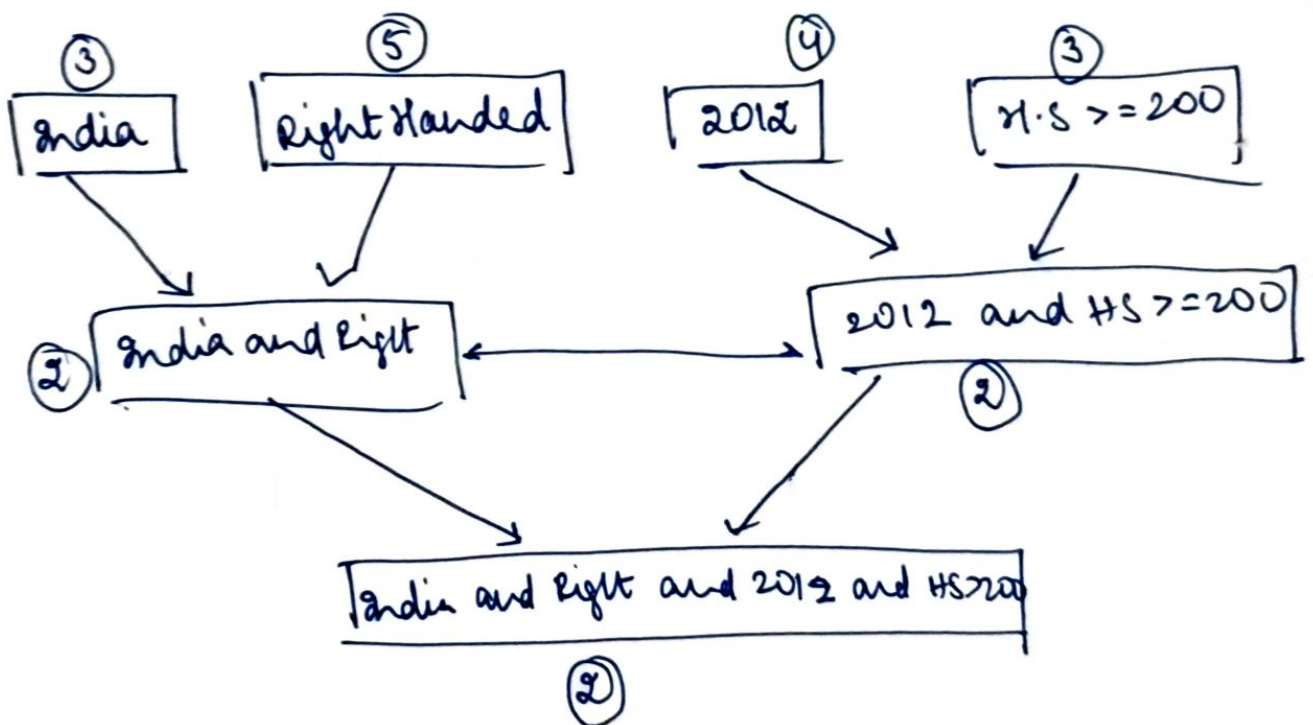 ③ ⑤ ④ ③
India Right Handed 2012 H.S >=200
India and Right 2012 and HS >=200
② ②
India and Right and 2012 and HS>200
②